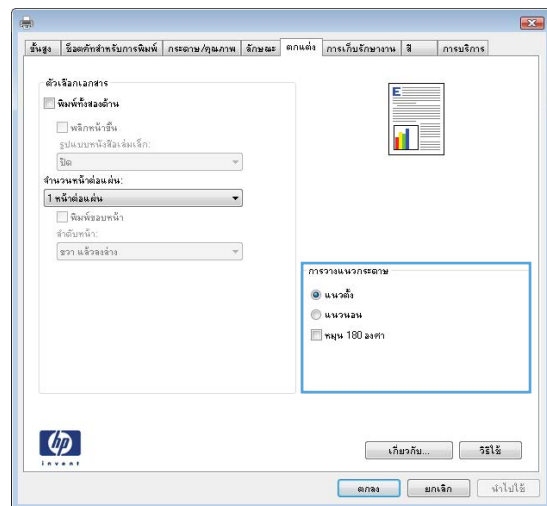 ขั้นสูง ช็อตคัทสำหรับการพิมพ์ กระดาษ/คุณภาพ ลักษณะ ตกแต่ง การเก็บรักษางาน สี การบริการ
ตัวเลือกเอกสาร
พิมพ์ทั้งสองด้าน
พลิกหน้าขึ้น
รูปแบบหนังสือเล่มเล็ก:
ปิด
จำนวนหน้าต่อแผ่น:
1 หน้าต่อแผ่น
พิมพ์ขอบหน้า
ลำดับหน้า:
ขวา แล้วลงล่าง
E
การวางแนวกระดาษ
แนวตั้ง
แนวนอน
หมุน 180 องศา
hp
invent
เกี่ยวกับ... วิธีใช้
ตกลง ยกเลิก นำไปใช้